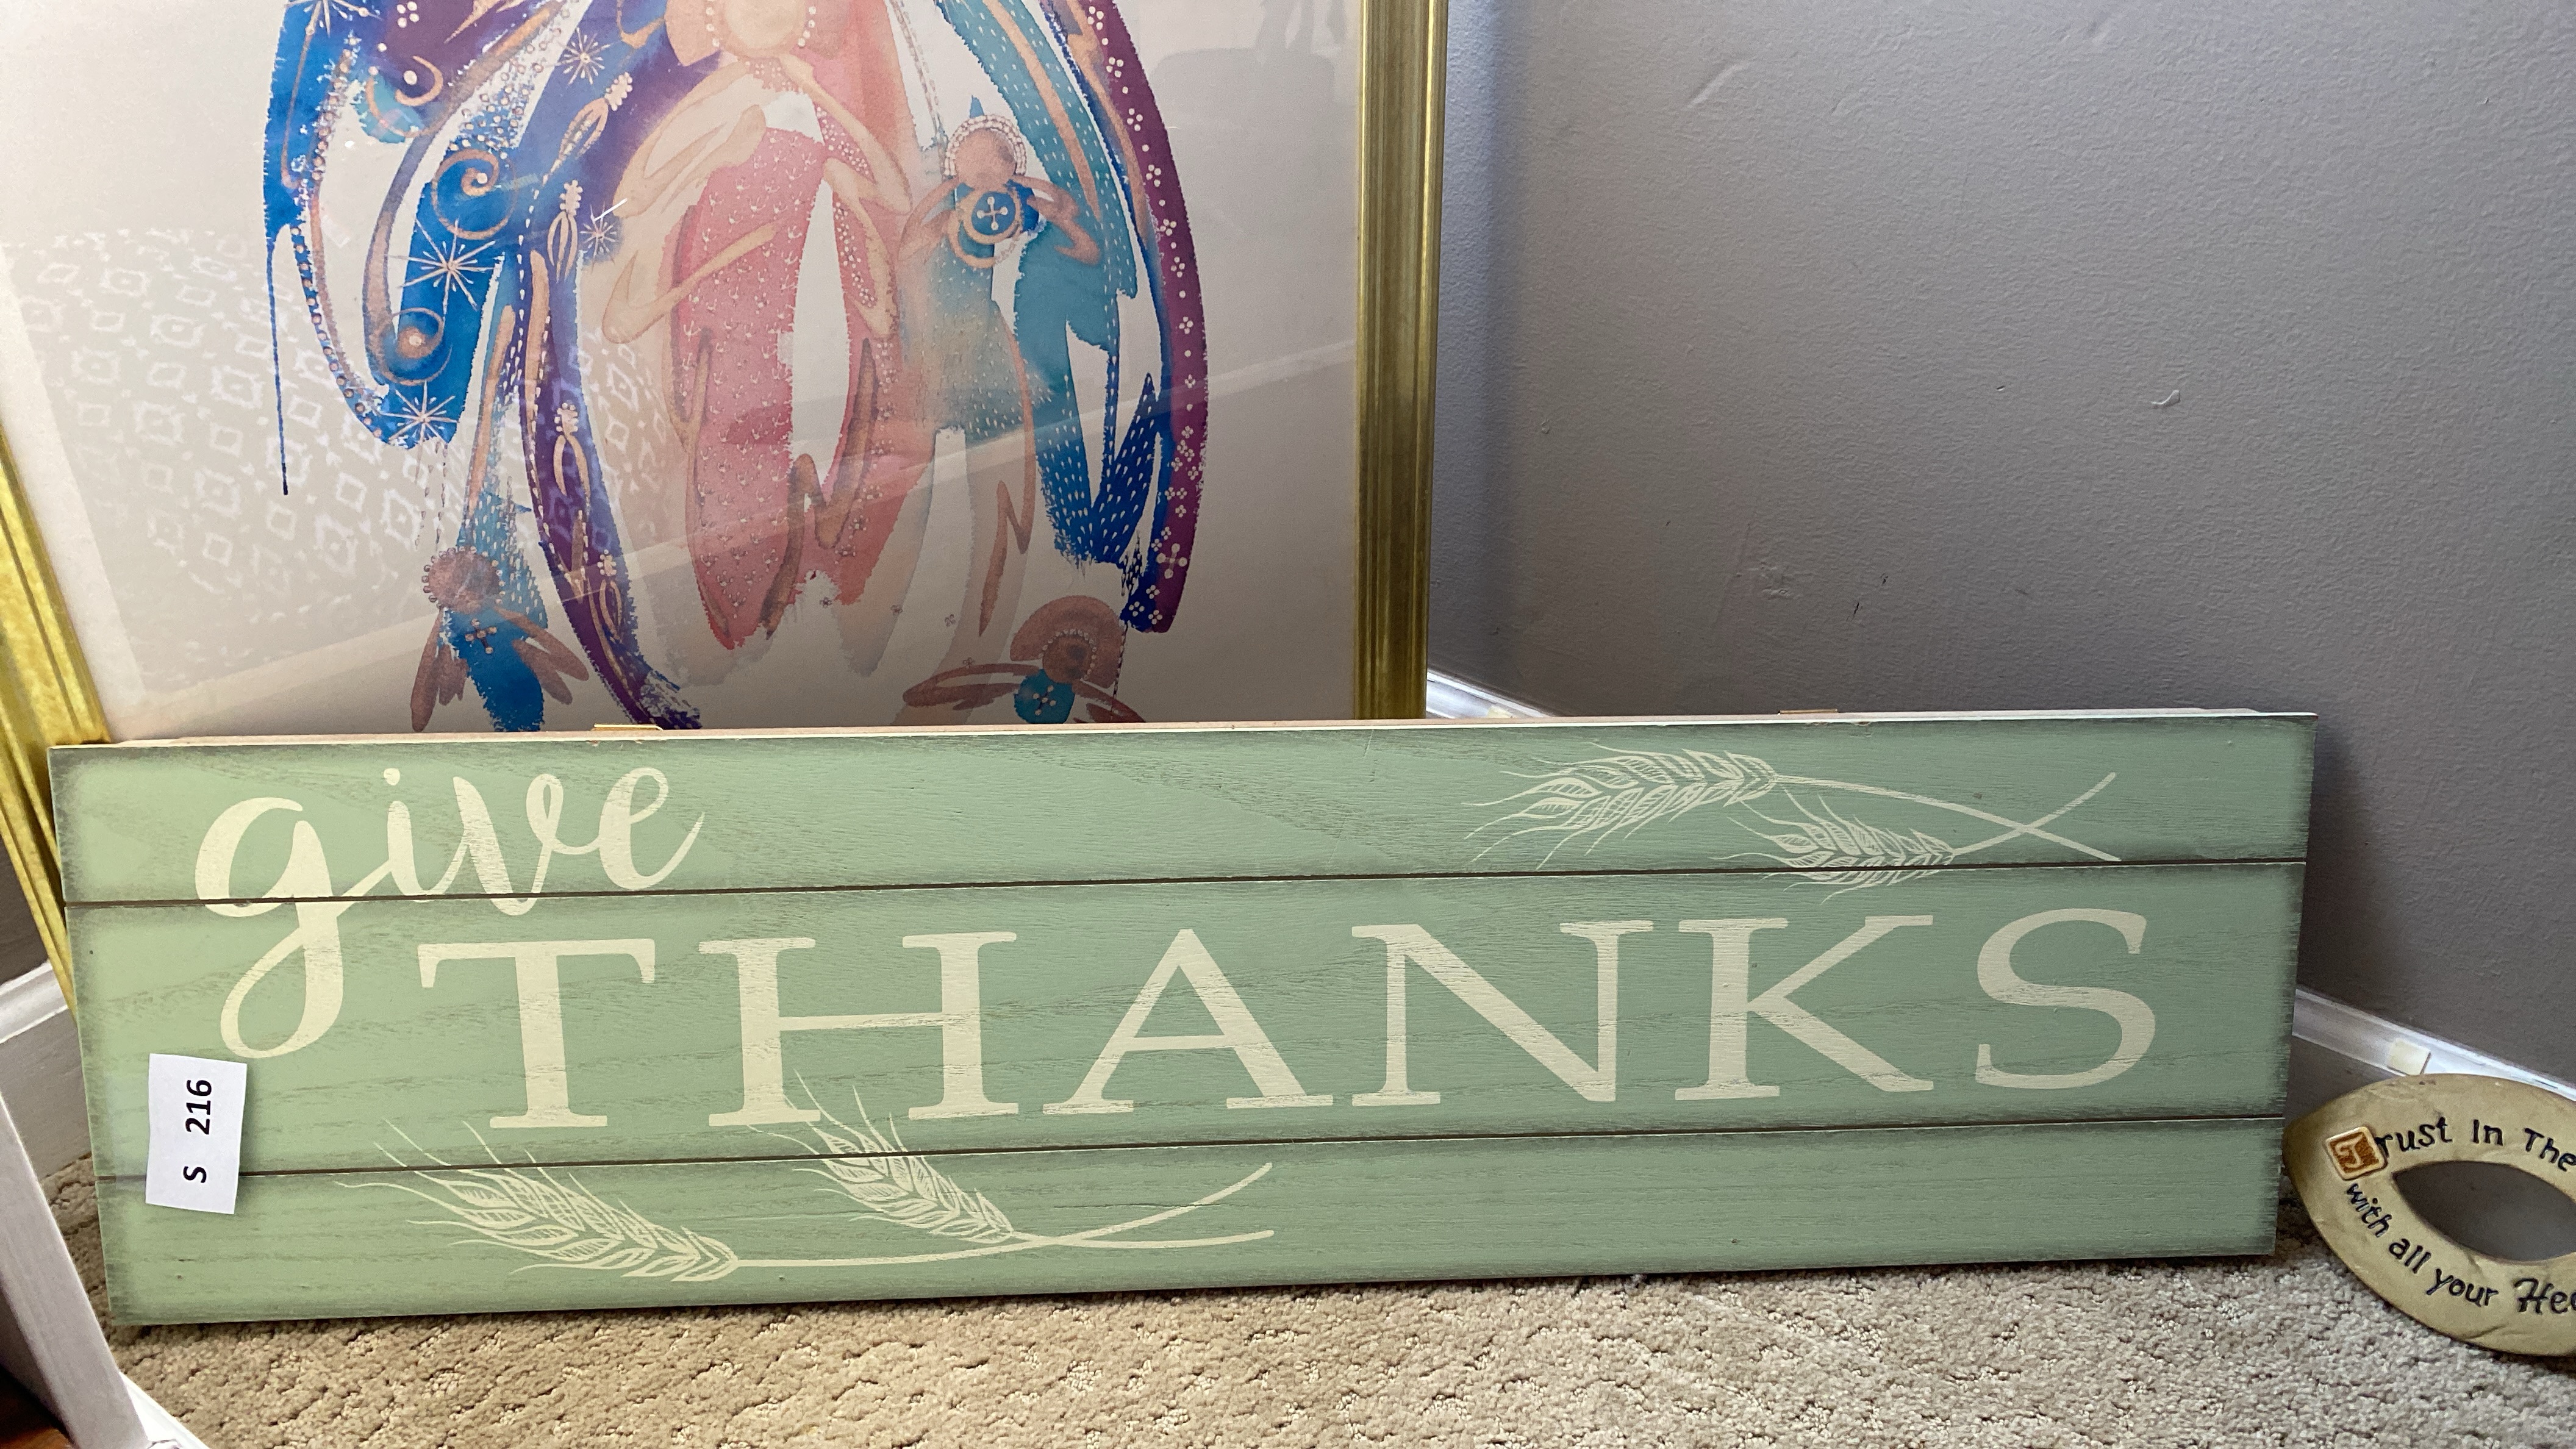 give
THANKS
S 216
Trust In The
with all your